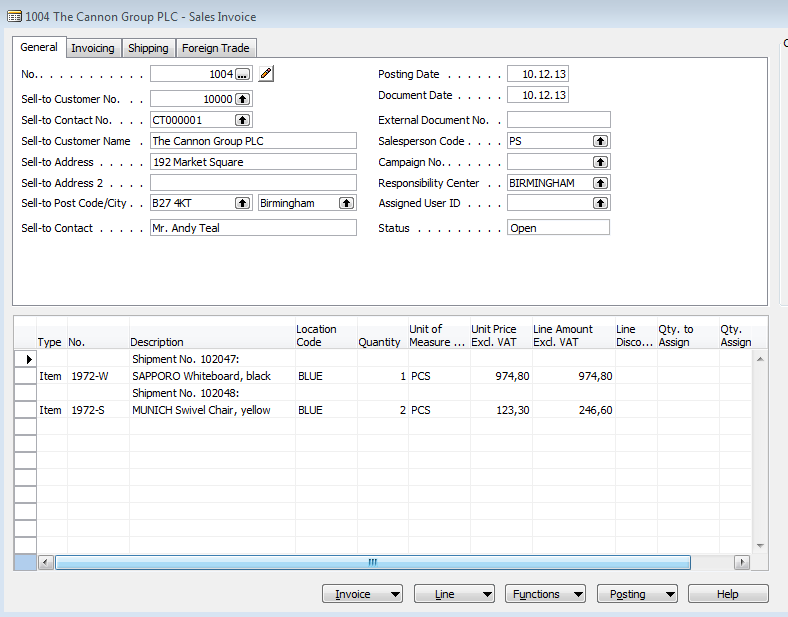 1004 The Cannon Group PLC - Sales Invoice
General Invoicing Shipping Foreign Trade
No. . . . . . . . . . . . 1004 ...
Sell-to Customer No. . . 10000
Sell-to Contact No. . . . CT000001
Sell-to Customer Name . The Cannon Group PLC
Sell-to Address . . . . . 192 Market Square
Sell-to Address 2 . . . .
Sell-to Post Code/City . . B27 4KT Birmingham
Sell-to Contact . . . . . Mr. Andy Teal
Posting Date . . . . . . 10.12.13
Document Date . . . . . 10.12.13
External Document No. .
Salesperson Code . . . . PS
Campaign No. . . . . . .
Responsibility Center . . BIRMINGHAM
Assigned User ID . . . .
Status . . . . . . . . . Open
Type No. Description Location Code Quantity Unit of Measure ... Unit Price Excl. VAT Line Amount Excl. VAT Line Disco... Qty. to Assign Qty. Assign
Shipment No. 102047:
Item 1972-W SAPPORO Whiteboard, black BLUE 1 PCS 974,80 974,80
Shipment No. 102048:
Item 1972-S MUNICH Swivel Chair, yellow BLUE 2 PCS 123,30 246,60
Invoice Line Functions Posting Help